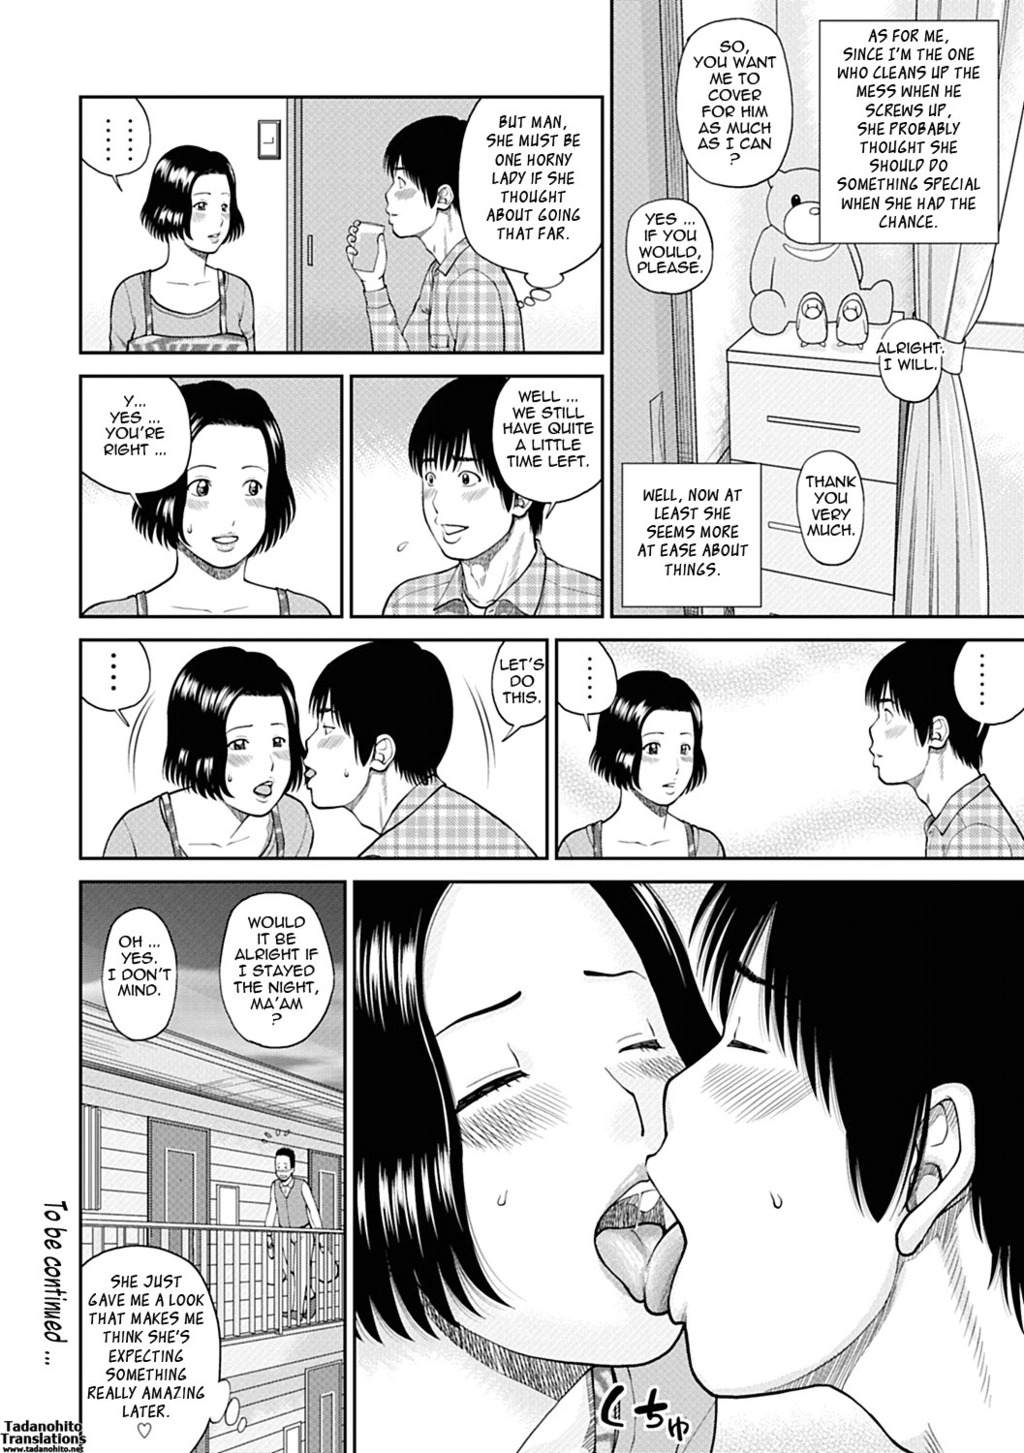 AS FOR ME,
SINCE I'M THE ONE
WHO CLEANS UP THE
MESS WHEN HE
SCREWS UP,
SHE PROBABLY
THOUGHT SHE
SHOULD DO
SOMETHING SPECIAL
WHEN SHE HAD THE
CHANCE.
SO,
YOU WANT
ME TO
COVER
FOR HIM
AS MUCH
AS I CAN
?
YES ...
IF YOU
WOULD,
PLEASE.
ALRIGHT.
I WILL.
THANK
YOU
VERY
MUCH.
WELL, NOW AT
LEAST SHE
SEEMS MORE
AT EASE ABOUT
THINGS.
BUT MAN,
SHE MUST BE
ONE HORNY
LADY IF SHE
THOUGHT
ABOUT GOING
THAT FAR.
WELL ...
WE STILL
HAVE QUITE
A LITTLE
TIME LEFT.
Y...
YES ...
YOU'RE
RIGHT ...
LET'S
DO
THIS.
くちゅ
WOULD
IT BE
ALRIGHT IF
I STAYED
THE NIGHT,
MA'AM
?
OH ...
YES.
I DON'T
MIND.
SHE JUST
GAVE ME A LOOK
THAT MAKES ME
THINK SHE'S
EXPECTING
SOMETHING
REALLY AMAZING
LATER.
♡
To be continued ...
Tadanohito
Translations
www.tadanohito.net